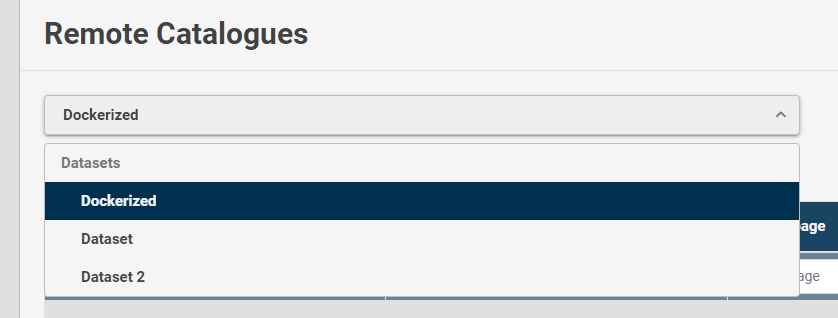 Remote Catalogues
Dockerized
Datasets
Dockerized
Dataset
Dataset 2